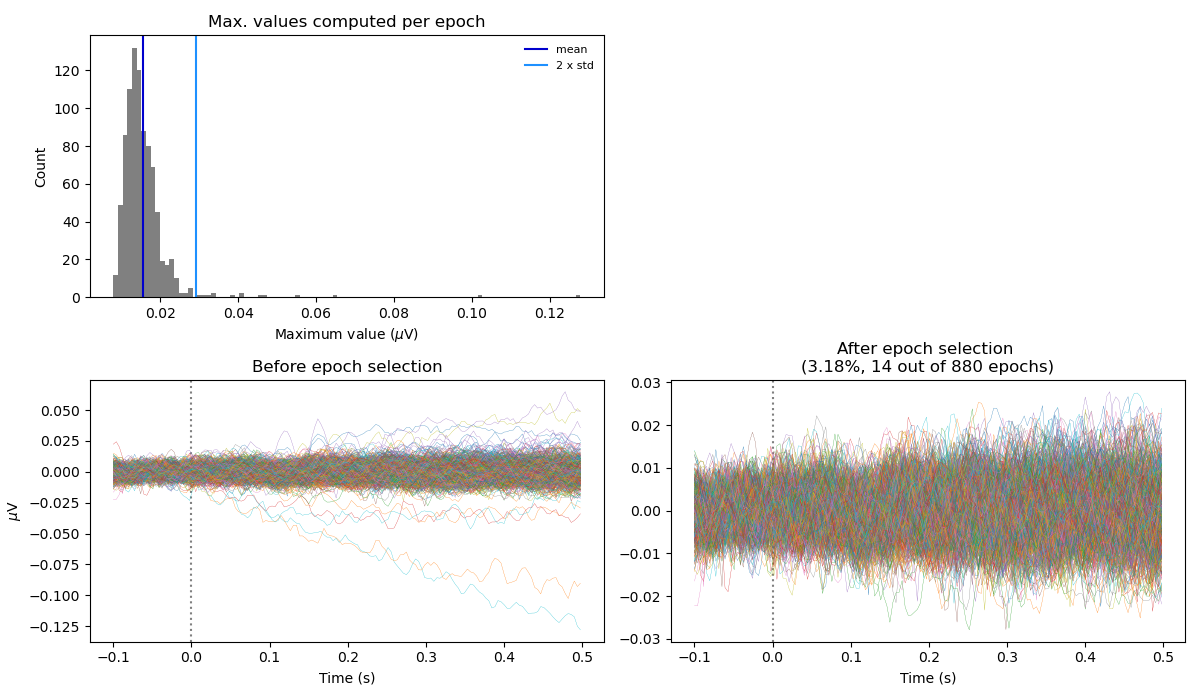 Max. values computed per epoch
mean
2 x std
Count
120
100
80
60
40
20
0
0.02 0.04 0.06 0.08 0.10 0.12
Maximum value (μV)
Before epoch selection
μV
0.050
0.025
0.000
−0.025
−0.050
−0.075
−0.100
−0.125
−0.1 0.0 0.1 0.2 0.3 0.4 0.5
Time (s)
After epoch selection
(3.18%, 14 out of 880 epochs)
0.03
0.02
0.01
0.00
−0.01
−0.02
−0.03
−0.1 0.0 0.1 0.2 0.3 0.4 0.5
Time (s)